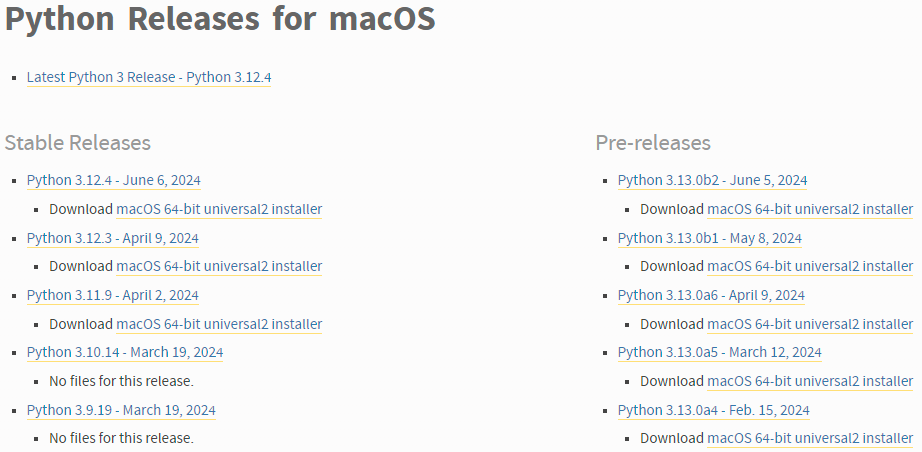 Python Releases for macOS
Latest Python 3 Release - Python 3.12.4
Stable Releases
Python 3.12.4 - June 6, 2024
Download macOS 64-bit universal2 installer
Python 3.12.3 - April 9, 2024
Download macOS 64-bit universal2 installer
Python 3.11.9 - April 2, 2024
Download macOS 64-bit universal2 installer
Python 3.10.14 - March 19, 2024
No files for this release.
Python 3.9.19 - March 19, 2024
No files for this release.
Pre-releases
Python 3.13.0b2 - June 5, 2024
Download macOS 64-bit universal2 installer
Python 3.13.0b1 - May 8, 2024
Download macOS 64-bit universal2 installer
Python 3.13.0a6 - April 9, 2024
Download macOS 64-bit universal2 installer
Python 3.13.0a5 - March 12, 2024
Download macOS 64-bit universal2 installer
Python 3.13.0a4 - Feb. 15, 2024
Download macOS 64-bit universal2 installer